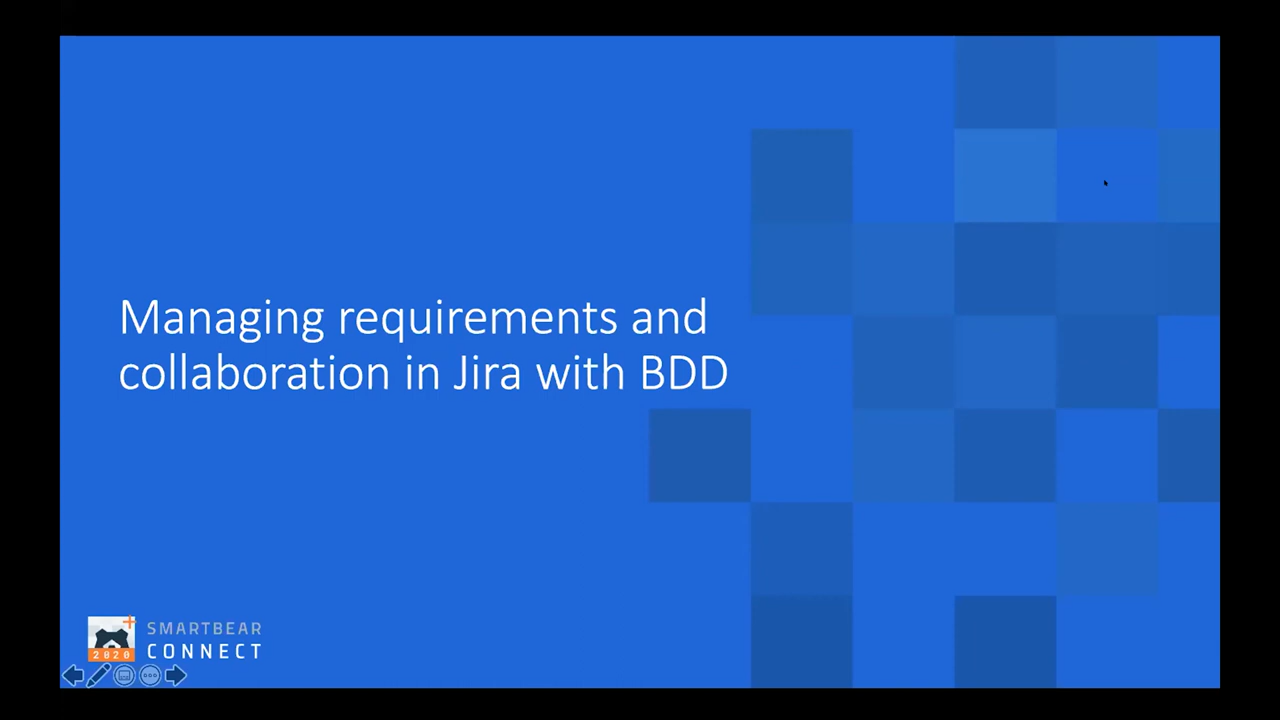 Managing requirements and
collaboration in Jira with BDD
SMARTBEAR
CONNECT
2020